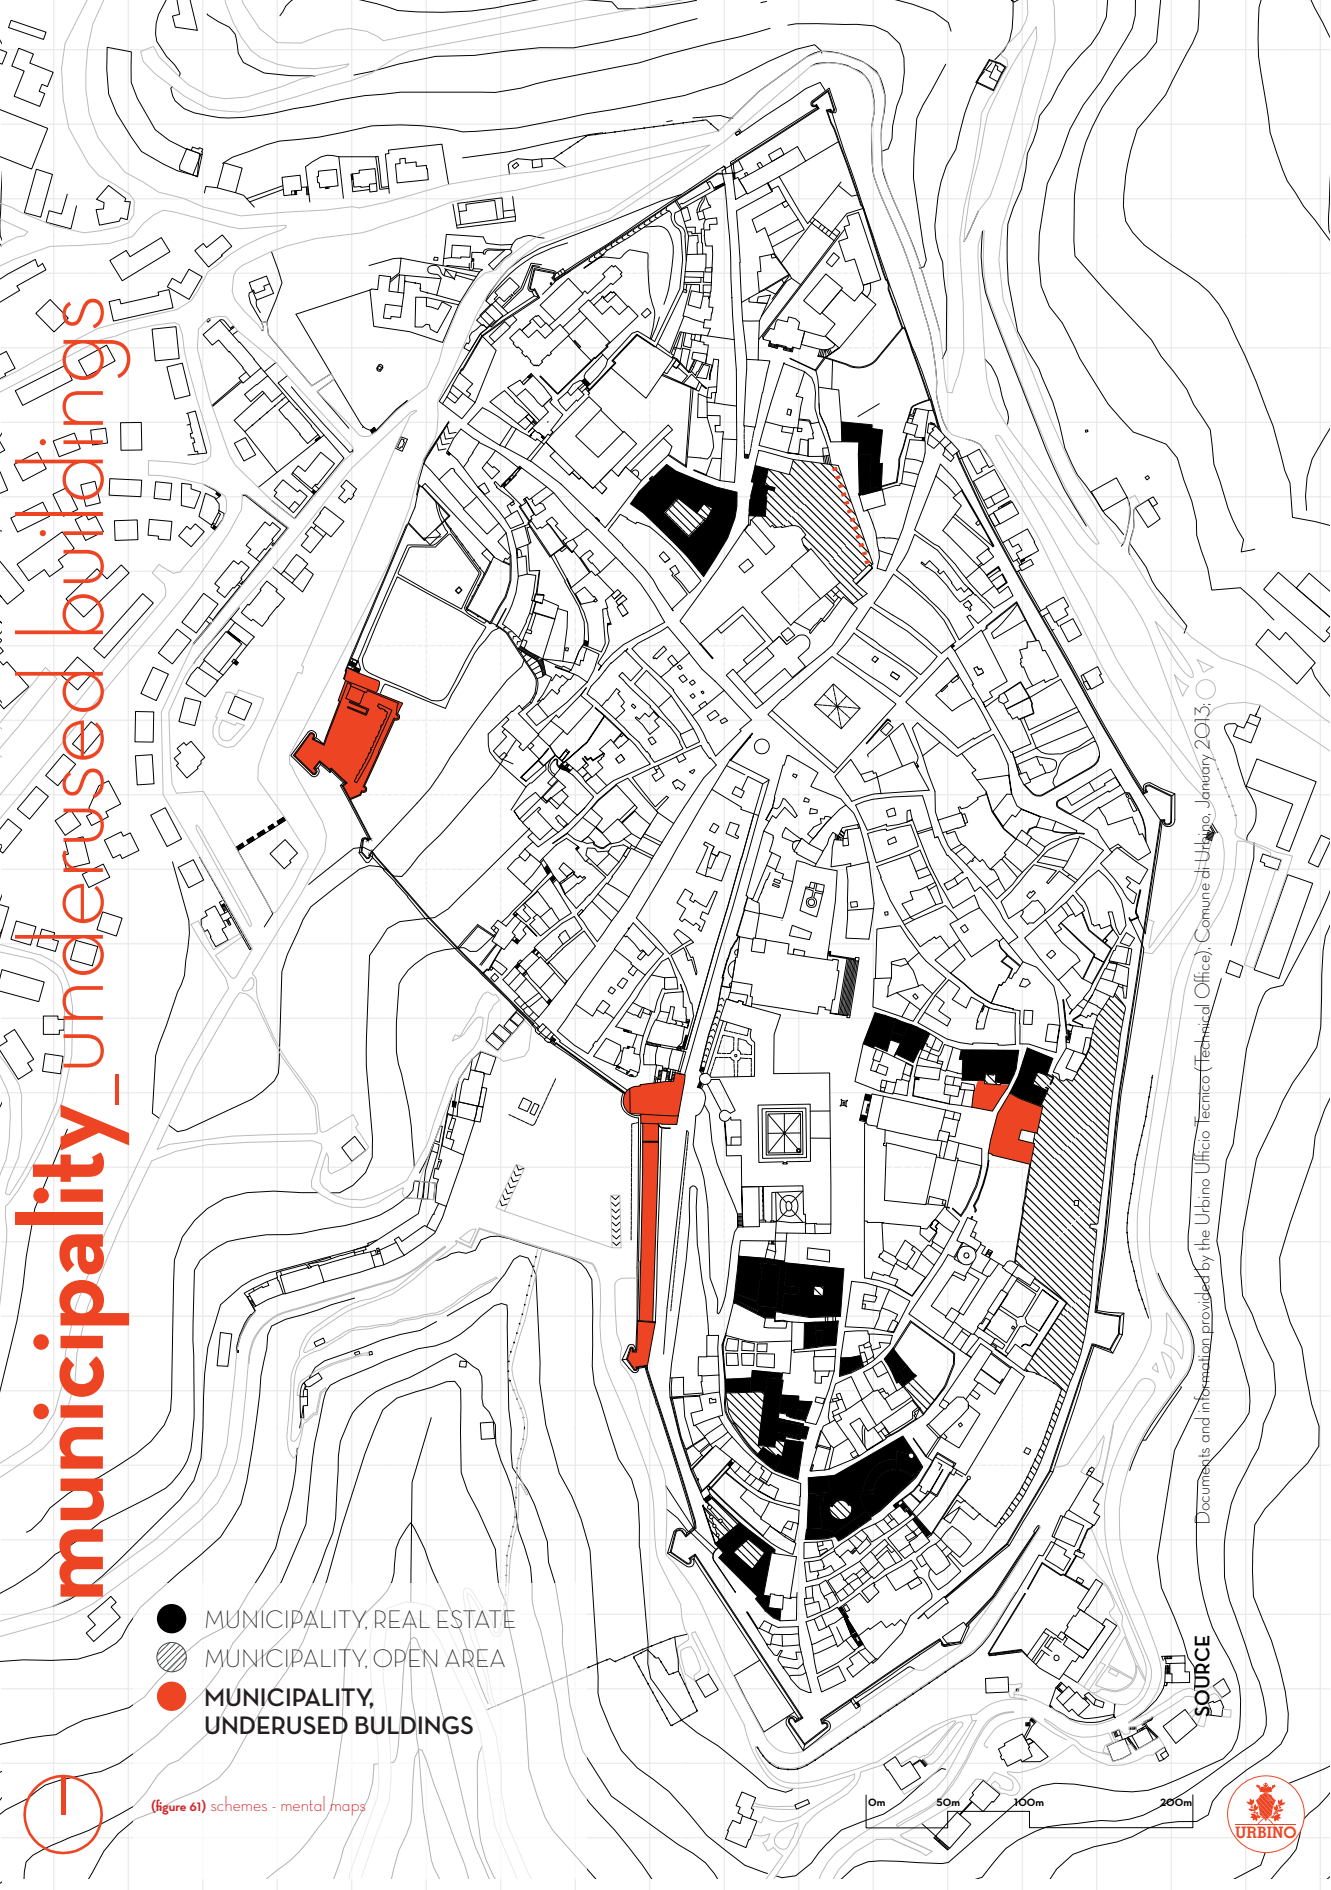 municipality_underused buildings
MUNICIPALITY, REAL ESTATE
MUNICIPALITY, OPEN AREA
MUNICIPALITY,
UNDERUSED BULDINGS
(figure 61) schemes - mental maps
SOURCE
Documents and information provided by the Urbino Ufficio Tecnico (Technical Office), Comune di Urbino, January 2013;
0m 50m 100m 200m
URBINO